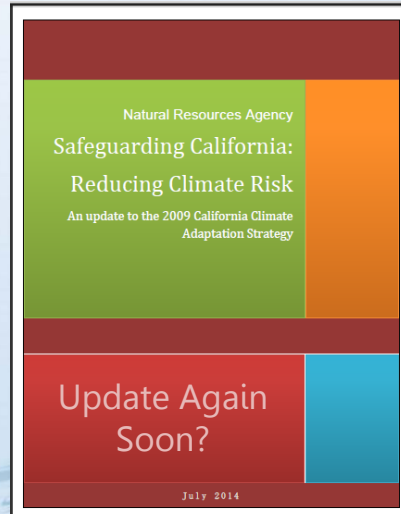 Natural Resources Agency
Safeguarding California:
Reducing Climate Risk
An update to the 2009 California Climate
Adaptation Strategy
Update Again
Soon?
July 2014